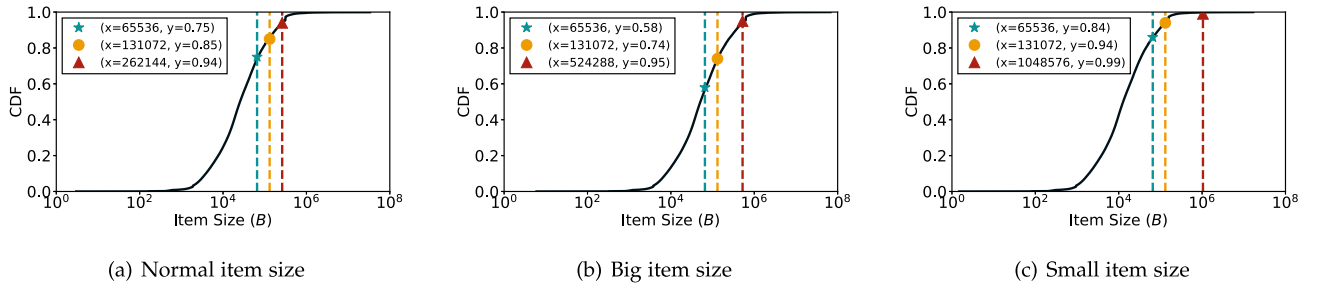 1.0
0.8
0.6
0.4
0.2
0.0
CDF
(x=65536, y=0.75)
(x=131072, y=0.85)
(x=262144, y=0.94)
10^0 10^2 10^4 10^6 10^8
Item Size (B)
(a) Normal item size
1.0
0.8
0.6
0.4
0.2
0.0
CDF
(x=65536, y=0.58)
(x=131072, y=0.74)
(x=524288, y=0.95)
10^0 10^2 10^4 10^6 10^8
Item Size (B)
(b) Big item size
1.0
0.8
0.6
0.4
0.2
0.0
CDF
(x=65536, y=0.84)
(x=131072, y=0.94)
(x=1048576, y=0.99)
10^0 10^2 10^4 10^6 10^8
Item Size (B)
(c) Small item size